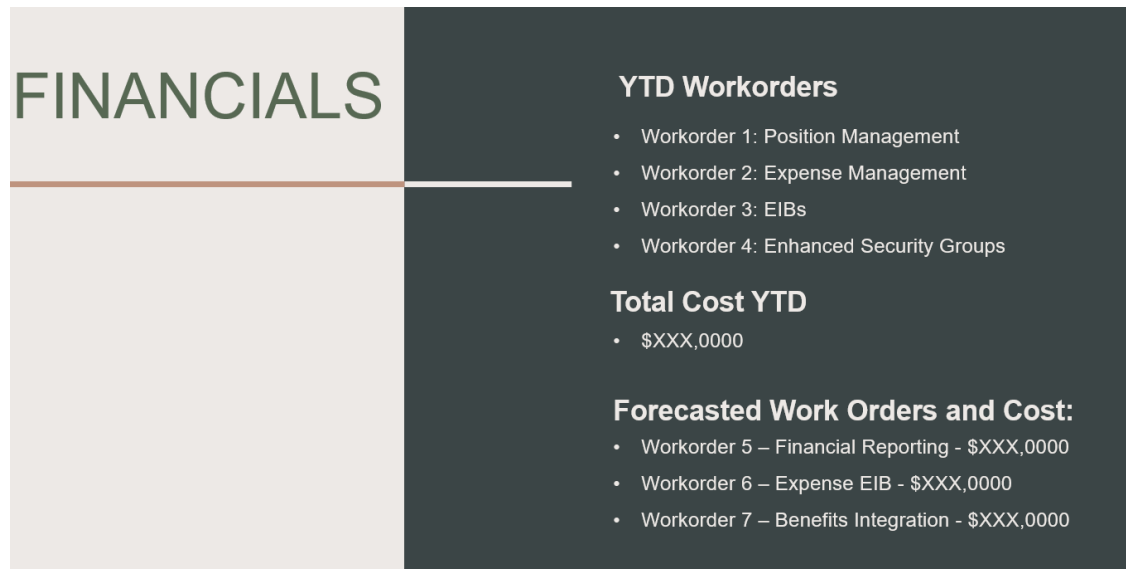 FINANCIALS
YTD Workorders
• Workorder 1: Position Management
• Workorder 2: Expense Management
• Workorder 3: EIBs
• Workorder 4: Enhanced Security Groups
Total Cost YTD
• $XXX,0000
Forecasted Work Orders and Cost:
• Workorder 5 – Financial Reporting - $XXX,0000
• Workorder 6 – Expense EIB - $XXX,0000
• Workorder 7 – Benefits Integration - $XXX,0000